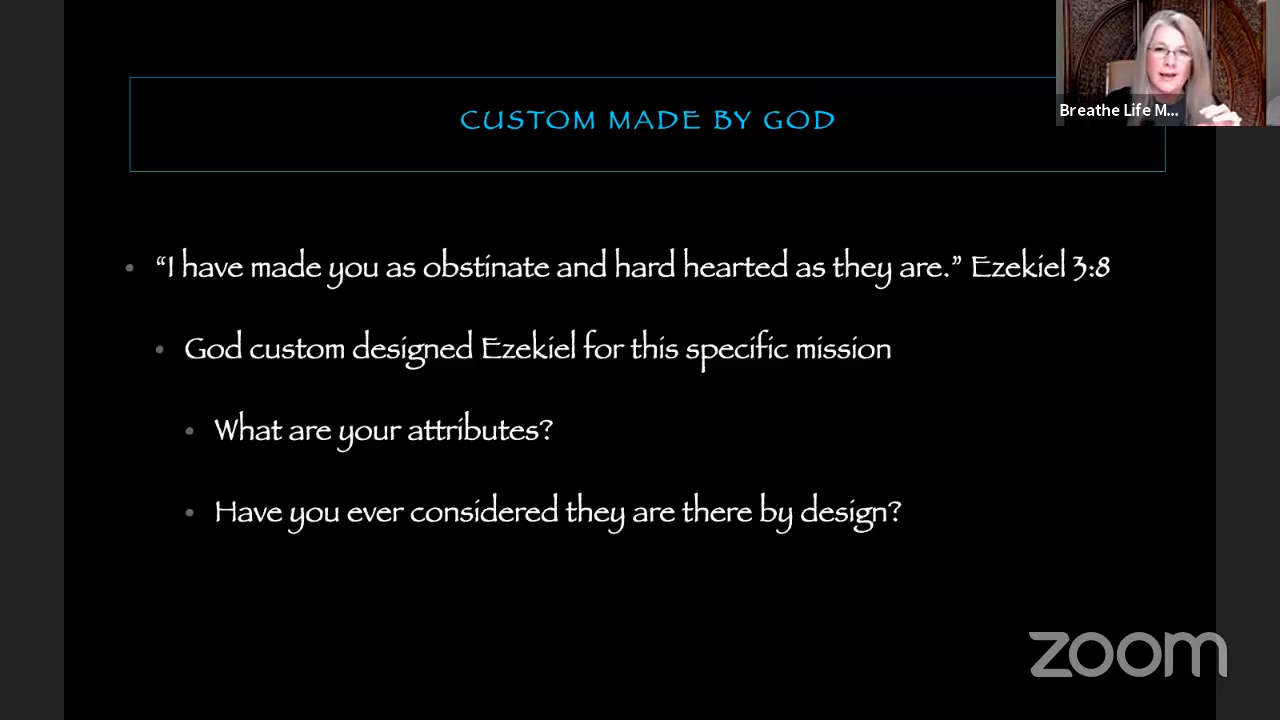 CUSTOM MADE BY GOD
Breathe Life M...
• “I have made you as obstinate and hard hearted as they are.” Ezekiel 3:8
• God custom designed Ezekiel for this specific mission
• What are your attributes?
• Have you ever considered they are there by design?
zoom